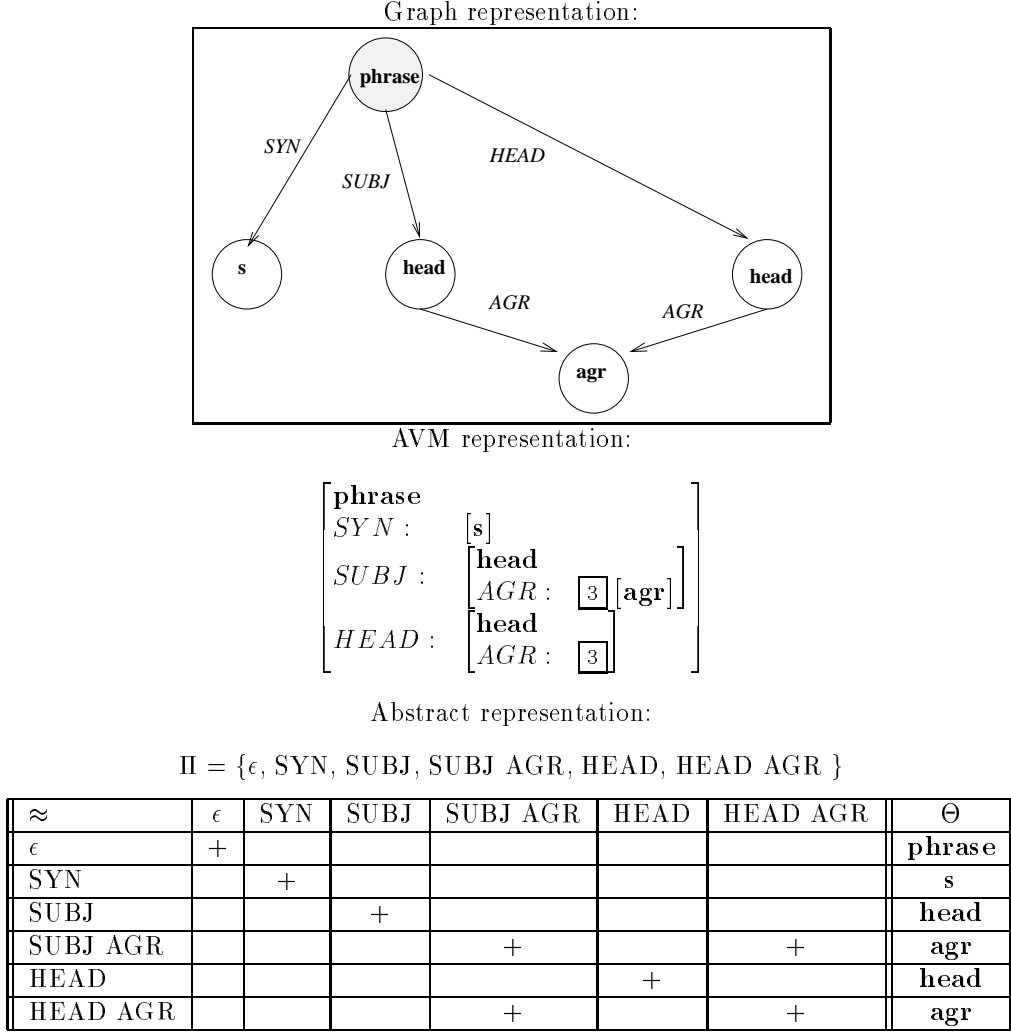 Graph representation:
phrase
SYN
HEAD
SUBJ
s
head
head
AGR
AGR
agr
AVM representation:
phrase
SYN : [s]
SUBJ : [head
AGR : 3 [agr]]
HEAD : [head
AGR : 3]
Abstract representation:
Π = {ϵ, SYN, SUBJ, SUBJ AGR, HEAD, HEAD AGR }
≈ ϵ SYN SUBJ SUBJ AGR HEAD HEAD AGR Θ
ϵ + phrase
SYN + s
SUBJ + head
SUBJ AGR + + agr
HEAD + head
HEAD AGR + + agr